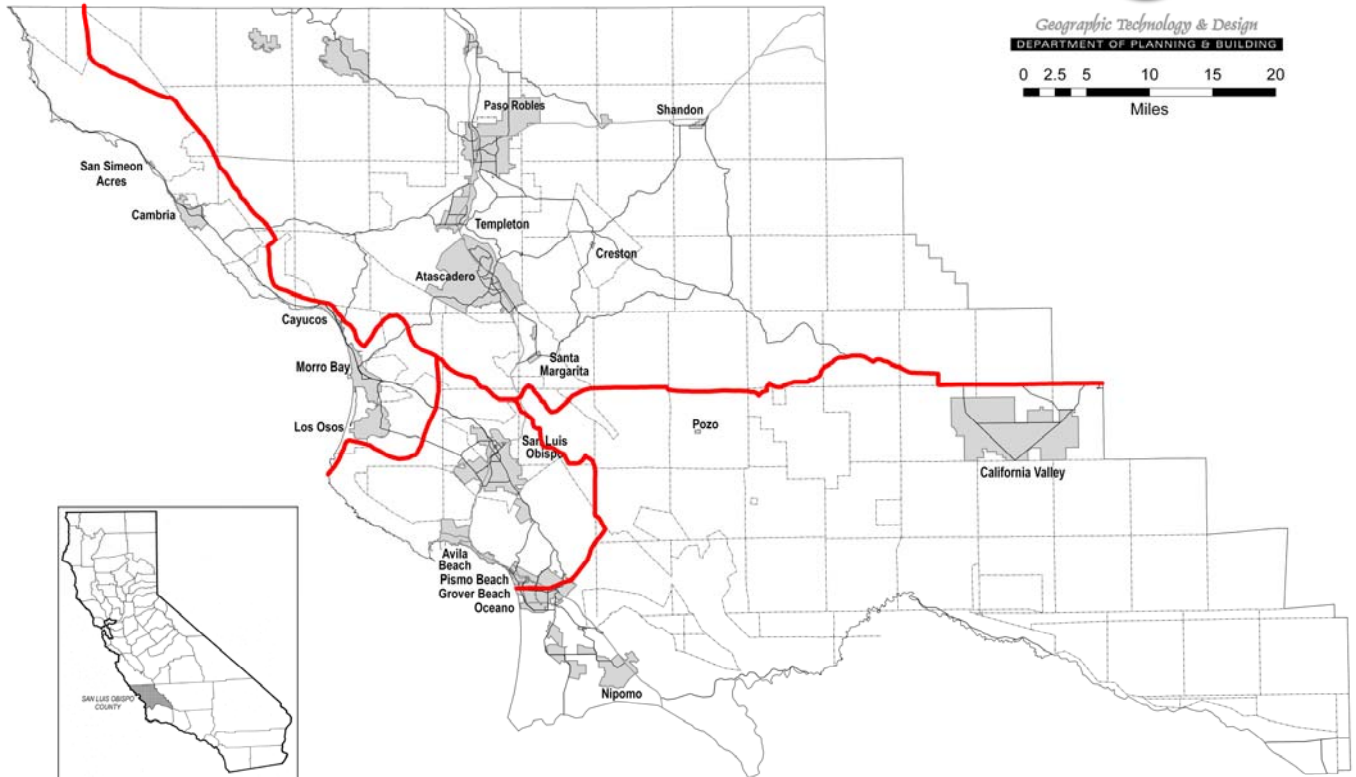 Geographic Technology & Design
DEPARTMENT OF PLANNING & BUILDING
0 2.5 5 10 15 20
Miles
Paso Robles
Shandon
San Simeon
Acres
Cambria
Templeton
Creston
Atascadero
Cayucos
Santa
Margarita
Morro Bay
Los Osos
San Luis
Obispo
Pozo
California Valley
Avila
Beach
Pismo Beach
Grover Beach
Oceano
Nipomo
SAN LUIS OBISPO
COUNTY